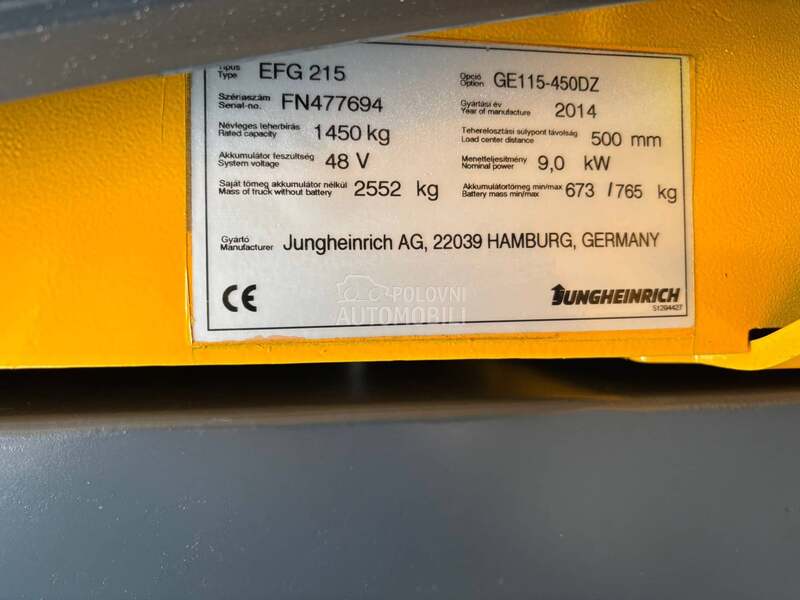 Típus
Type EFG 215
Opció
Option GE115-450DZ
Szériaszám
Serial-no. FN477694
Gyártási év
Year of manufacture 2014
Névleges teherbírás
Rated capacity 1450 kg
Teherelosztási súlypont távolság
Load center distance 500 mm
Akkumulátor feszültség
System voltage 48 V
Menetteljesítmény
Nominal power 9,0 kW
Saját tömeg akkumulátor nélkül
Mass of truck without battery 2552 kg
Akkumulátortömeg min/max
Battery mass min/max 673 / 765 kg
Gyártó
Manufacturer Jungheinrich AG, 22039 HAMBURG, GERMANY
CE
JUNGHEINRICH
51294427
POLOVNI
AUTOMOBILI